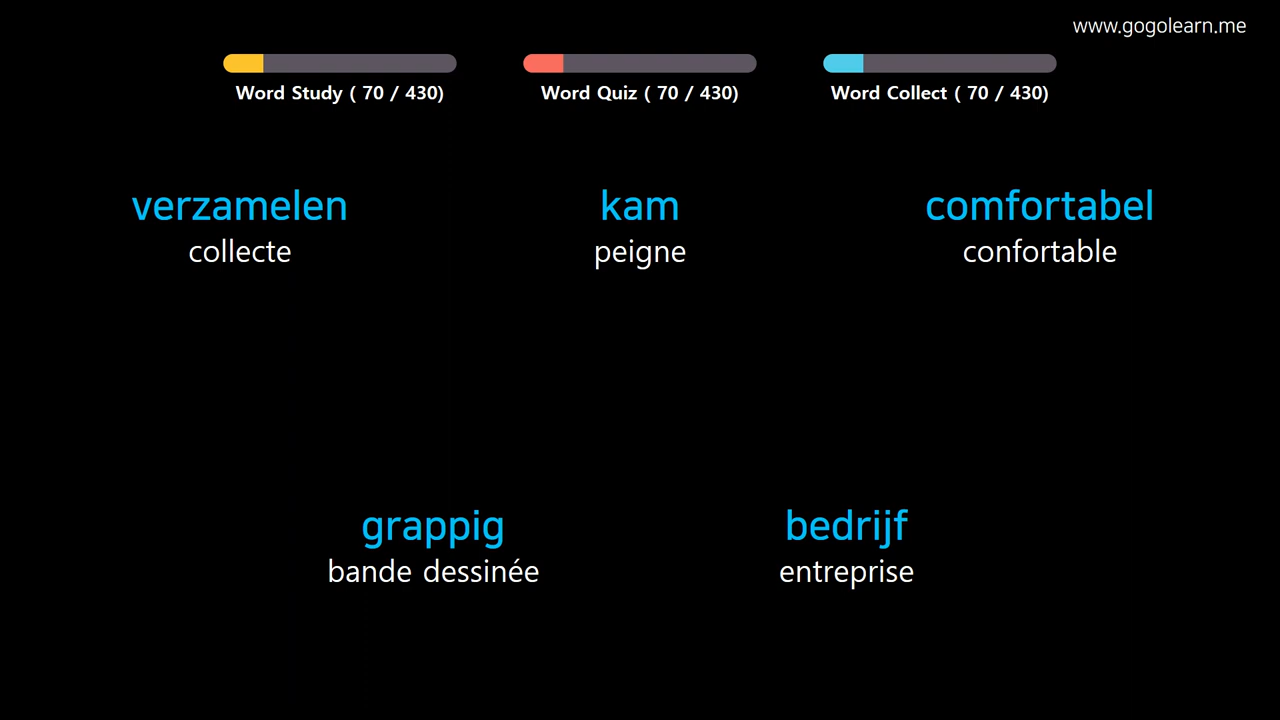 www.gogolearn.me
Word Study ( 70 / 430)
Word Quiz ( 70 / 430)
Word Collect ( 70 / 430)
verzamelen
collecte
kam
peigne
comfortabel
confortable
grappig
bande dessinée
bedrijf
entreprise